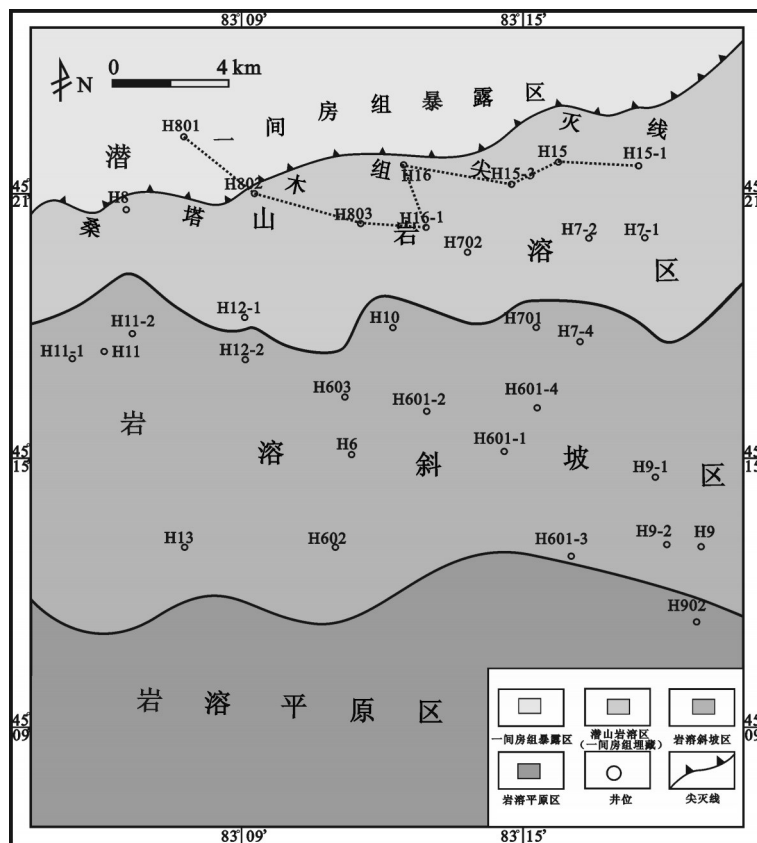 83°09 83°15
0 4 km
N
一间房组暴露区
H801
潜山岩溶区
桑塔木组尖灭线
H802
H16
H15-3
H15
H15-1
45°21
45°21
H8
H803
H16-1
H702
H7-2
H7-1
H12-1
H11-2
H10
H701
H7-4
H11-1
H11
H12-2
H603
H601-2
H601-4
岩溶斜坡区
H6
H601-1
45°15
45°15
H9-1
H13
H602
H601-3
H9-2
H9
H902
岩溶平原区
45°09
45°09
一间房组暴露区
潜山岩溶区
(一间房组埋藏)
岩溶斜坡区
岩溶平原区
井位
尖灭线
83°09 83°15